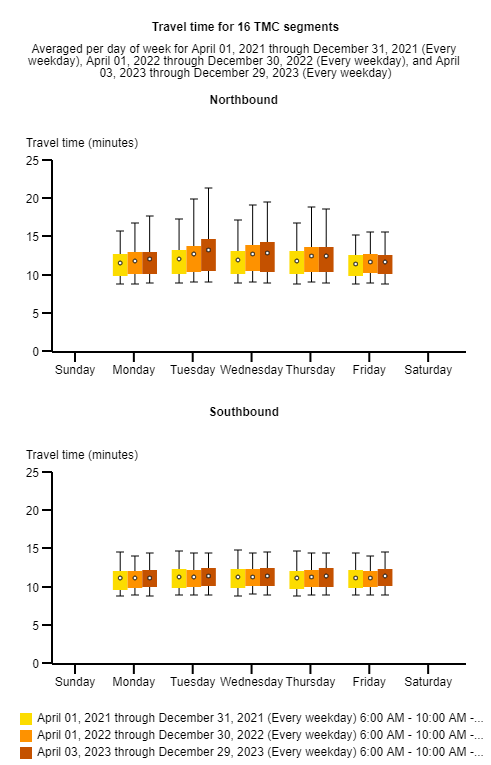 Travel time for 16 TMC segments
Averaged per day of week for April 01, 2021 through December 31, 2021 (Every
weekday), April 01, 2022 through December 30, 2022 (Every weekday), and April
03, 2023 through December 29, 2023 (Every weekday)
Northbound
Travel time (minutes)
25
20
15
10
5
0
Sunday Monday Tuesday Wednesday Thursday Friday Saturday
Southbound
Travel time (minutes)
25
20
15
10
5
0
Sunday Monday Tuesday Wednesday Thursday Friday Saturday
April 01, 2021 through December 31, 2021 (Every weekday) 6:00 AM - 10:00 AM -...
April 01, 2022 through December 30, 2022 (Every weekday) 6:00 AM - 10:00 AM -...
April 03, 2023 through December 29, 2023 (Every weekday) 6:00 AM - 10:00 AM -...